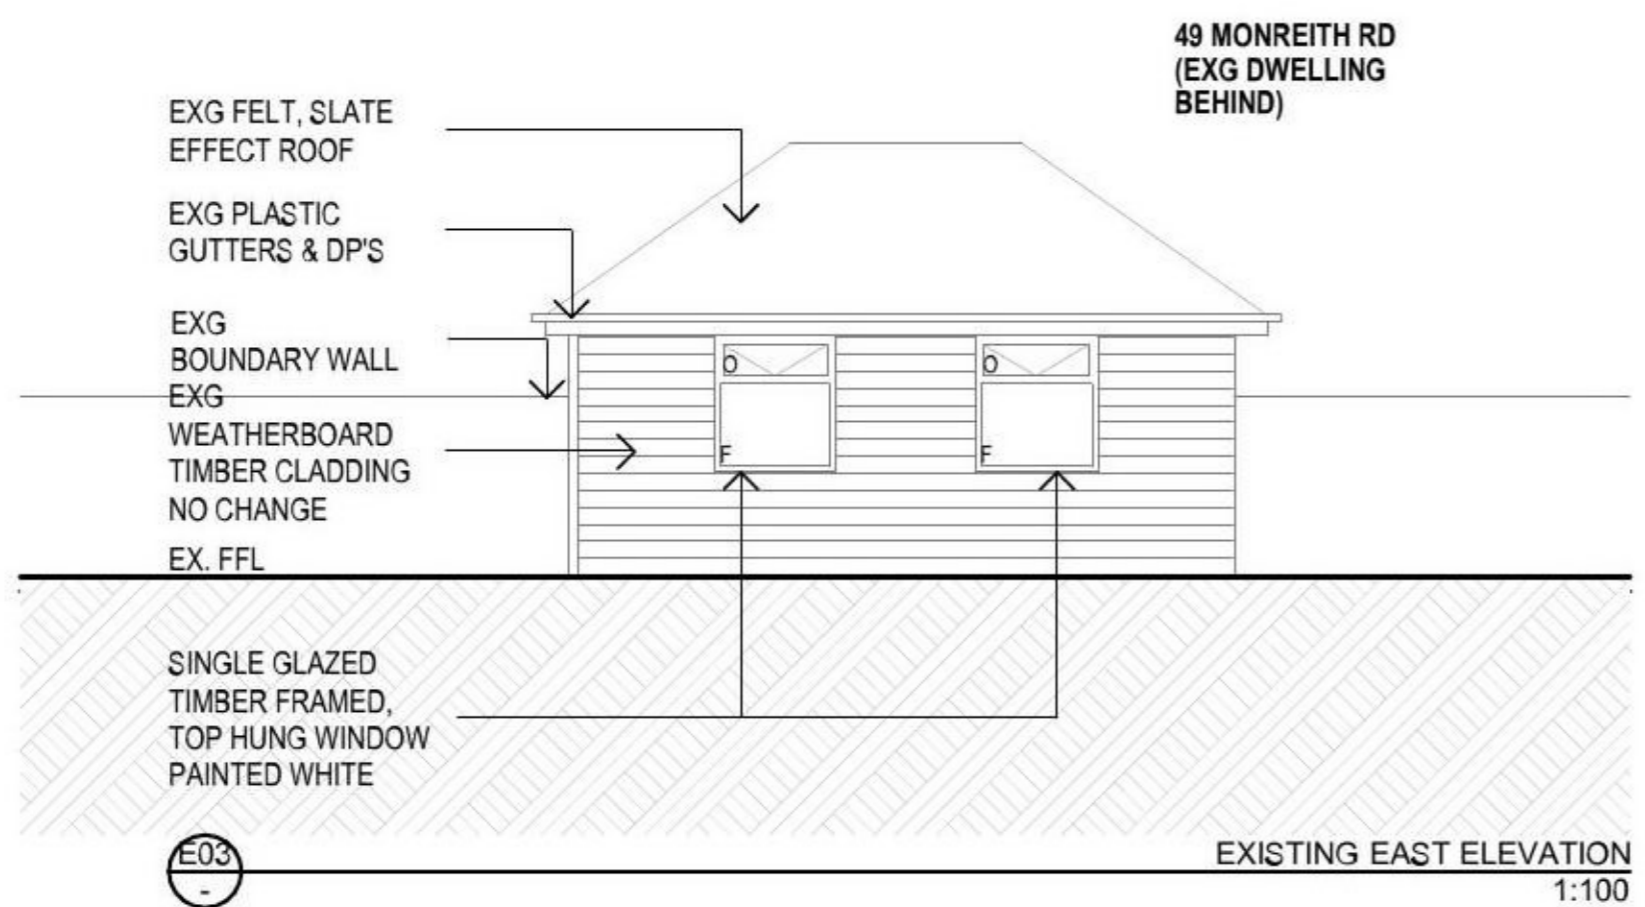 49 MONREITH RD
(EXG DWELLING
BEHIND)
EXG FELT, SLATE
EFFECT ROOF
EXG PLASTIC
GUTTERS & DP'S
EXG
BOUNDARY WALL
EXG
WEATHERBOARD
TIMBER CLADDING
NO CHANGE
EX. FFL
O
O
F
F
SINGLE GLAZED
TIMBER FRAMED,
TOP HUNG WINDOW
PAINTED WHITE
E03
-
EXISTING EAST ELEVATION
1:100